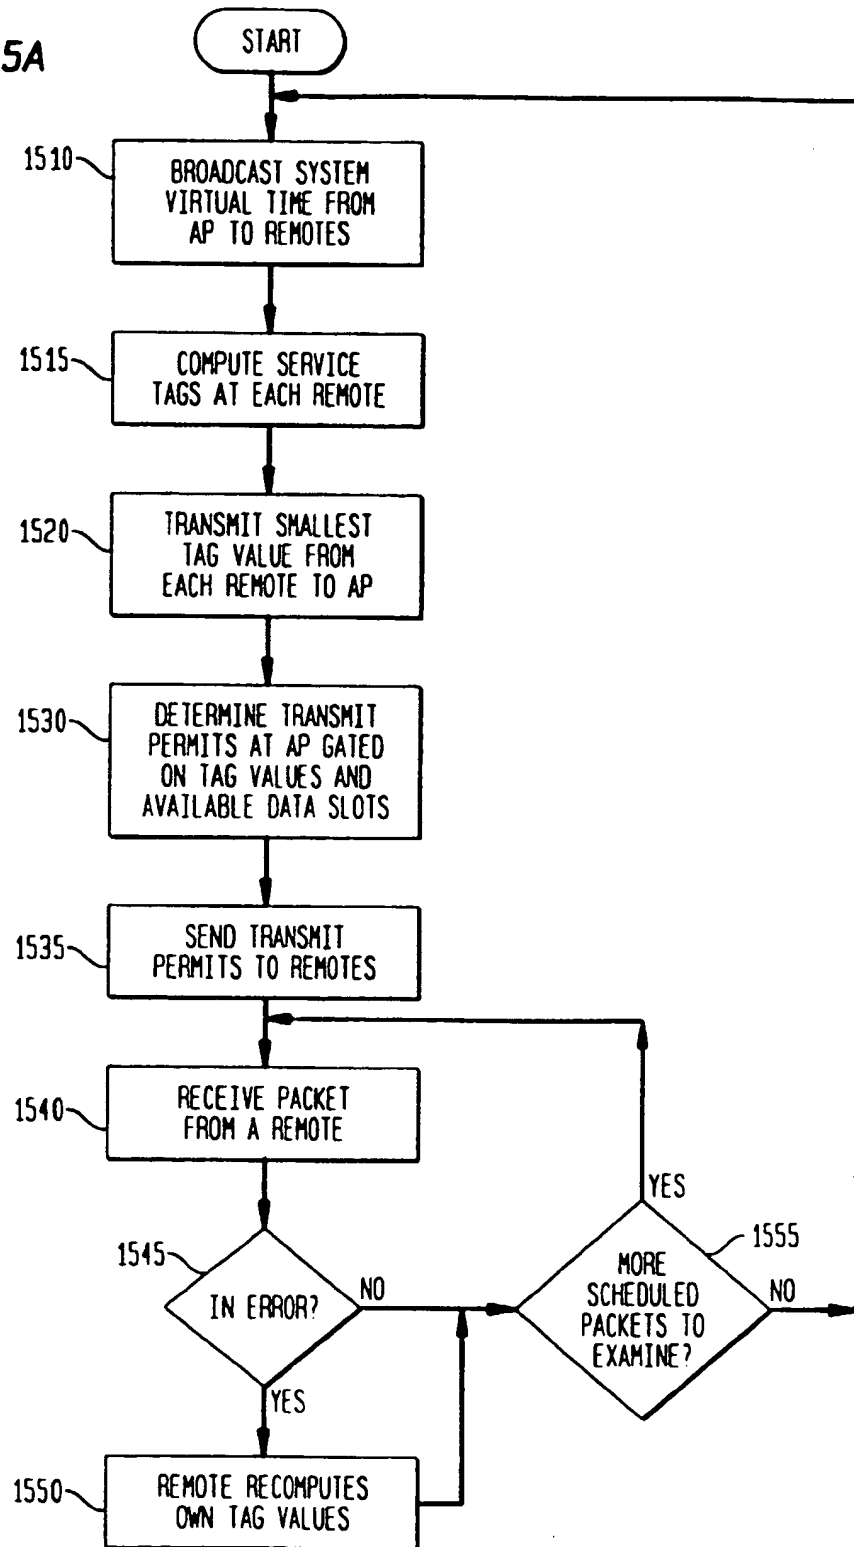 5A
START
1510
BROADCAST SYSTEM
VIRTUAL TIME FROM
AP TO REMOTES
1515
COMPUTE SERVICE
TAGS AT EACH REMOTE
1520
TRANSMIT SMALLEST
TAG VALUE FROM
EACH REMOTE TO AP
1530
DETERMINE TRANSMIT
PERMITS AT AP GATED
ON TAG VALUES AND
AVAILABLE DATA SLOTS
1535
SEND TRANSMIT
PERMITS TO REMOTES
1540
RECEIVE PACKET
FROM A REMOTE
YES
1545
IN ERROR?
NO
1555
MORE
SCHEDULED
PACKETS TO
EXAMINE?
NO
YES
1550
REMOTE RECOMPUTES
OWN TAG VALUES